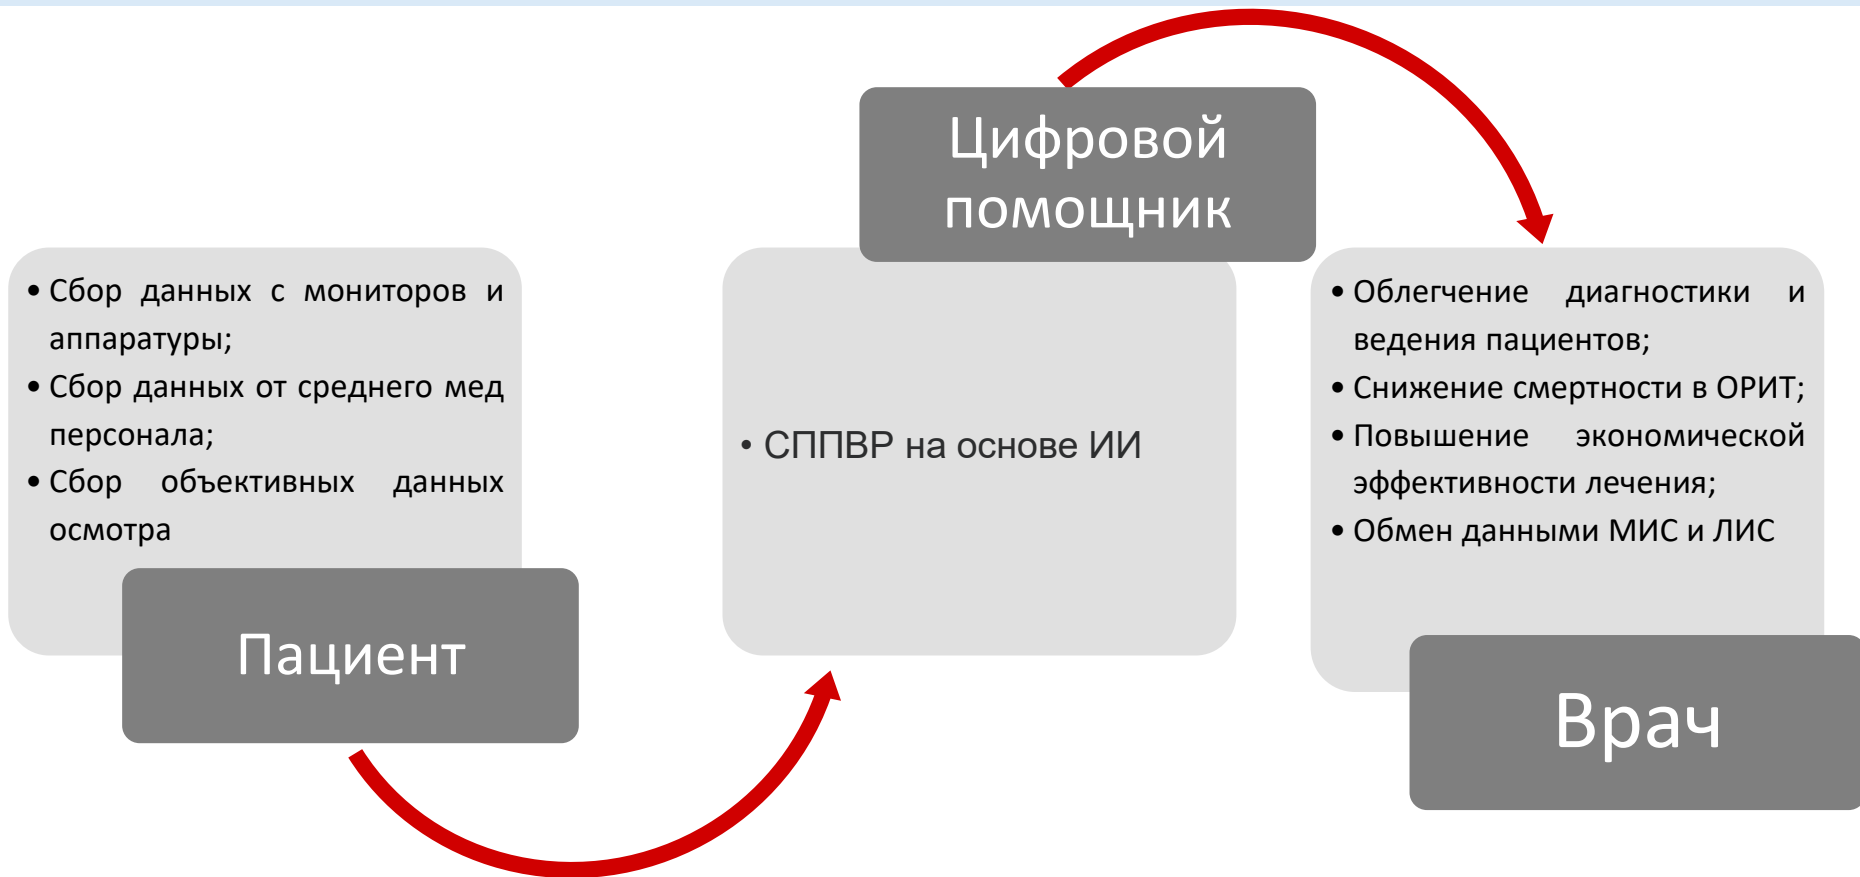 • Сбор данных с мониторов и
аппаратуры;
• Сбор данных от среднего мед
персонала;
• Сбор объективных данных
осмотра
Пациент
Цифровой
помощник
• СППВР на основе ИИ
• Облегчение диагностики и
ведения пациентов;
• Снижение смертности в ОРИТ;
• Повышение экономической
эффективности лечения;
• Обмен данными МИС и ЛИС
Врач